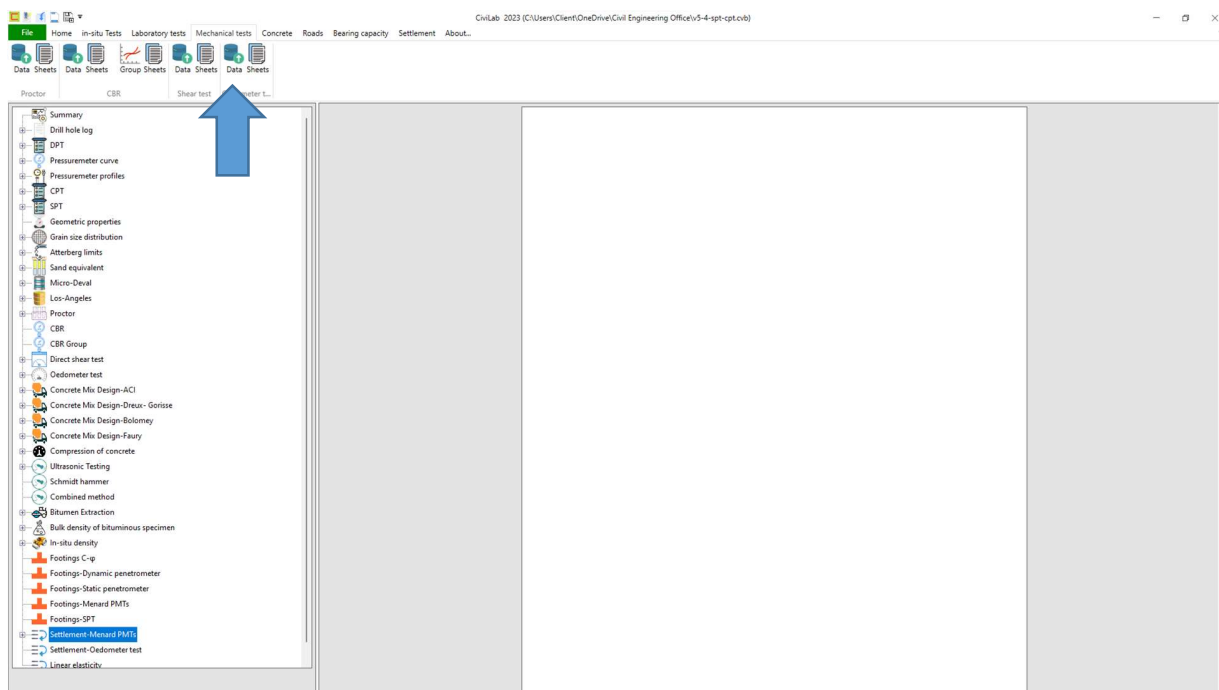 CiviLab 2023 (C:\Users\Client\OneDrive\Civil Engineering Office\v5-4-spt-cpt.cvb)
File Home in-situ Tests Laboratory tests Mechanical tests Concrete Roads Bearing capacity Settlement About...
Data Sheets Data Sheets Group Sheets Data Sheets Data Sheets
Proctor CBR Shear test
Summary
Drill hole log
DPT
Pressuremeter curve
Pressuremeter profiles
CPT
SPT
Geometric properties
Grain size distribution
Atterberg limits
Sand equivalent
Micro-Deval
Los-Angeles
Proctor
CBR
CBR Group
Direct shear test
Oedometer test
Concrete Mix Design-ACI
Concrete Mix Design-Dreux- Gorisse
Concrete Mix Design-Bolomey
Concrete Mix Design-Faury
Compression of concrete
Ultrasonic Testing
Schmidt hammer
Combined method
Bitumen Extraction
Bulk density of bituminous specimen
In-situ density
Footings C-φ
Footings-Dynamic penetrometer
Footings-Static penetrometer
Footings-Menard PMTs
Footings-SPT
Settlement-Menard PMTs
Settlement-Oedometer test
Linear elasticity